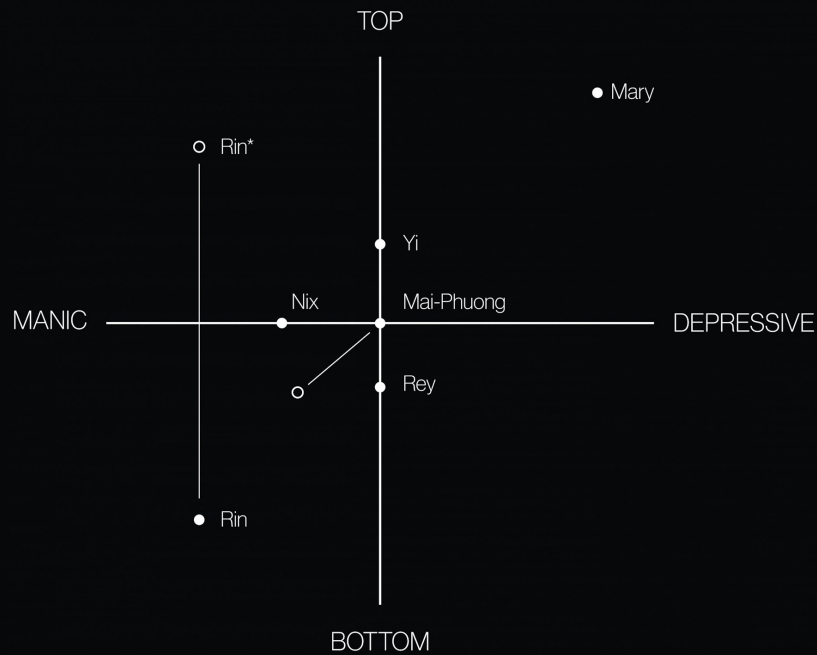 TOP
Mary
Rin*
Yi
Nix
Mai-Phuong
MANIC
DEPRESSIVE
Rey
Rin
BOTTOM